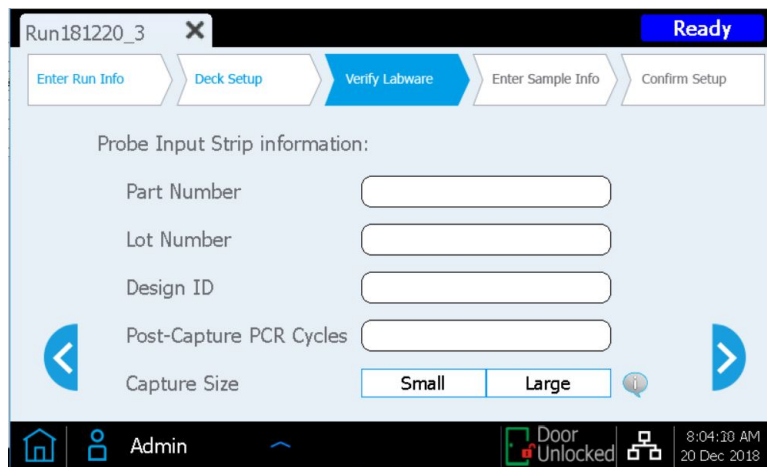 Run181220_3
Ready
Enter Run Info
Deck Setup
Verify Labware
Enter Sample Info
Confirm Setup
Probe Input Strip information:
Part Number
Lot Number
Design ID
Post-Capture PCR Cycles
Capture Size
Small
Large
Admin
Door
Unlocked
8:04:28 AM
20 Dec 2018